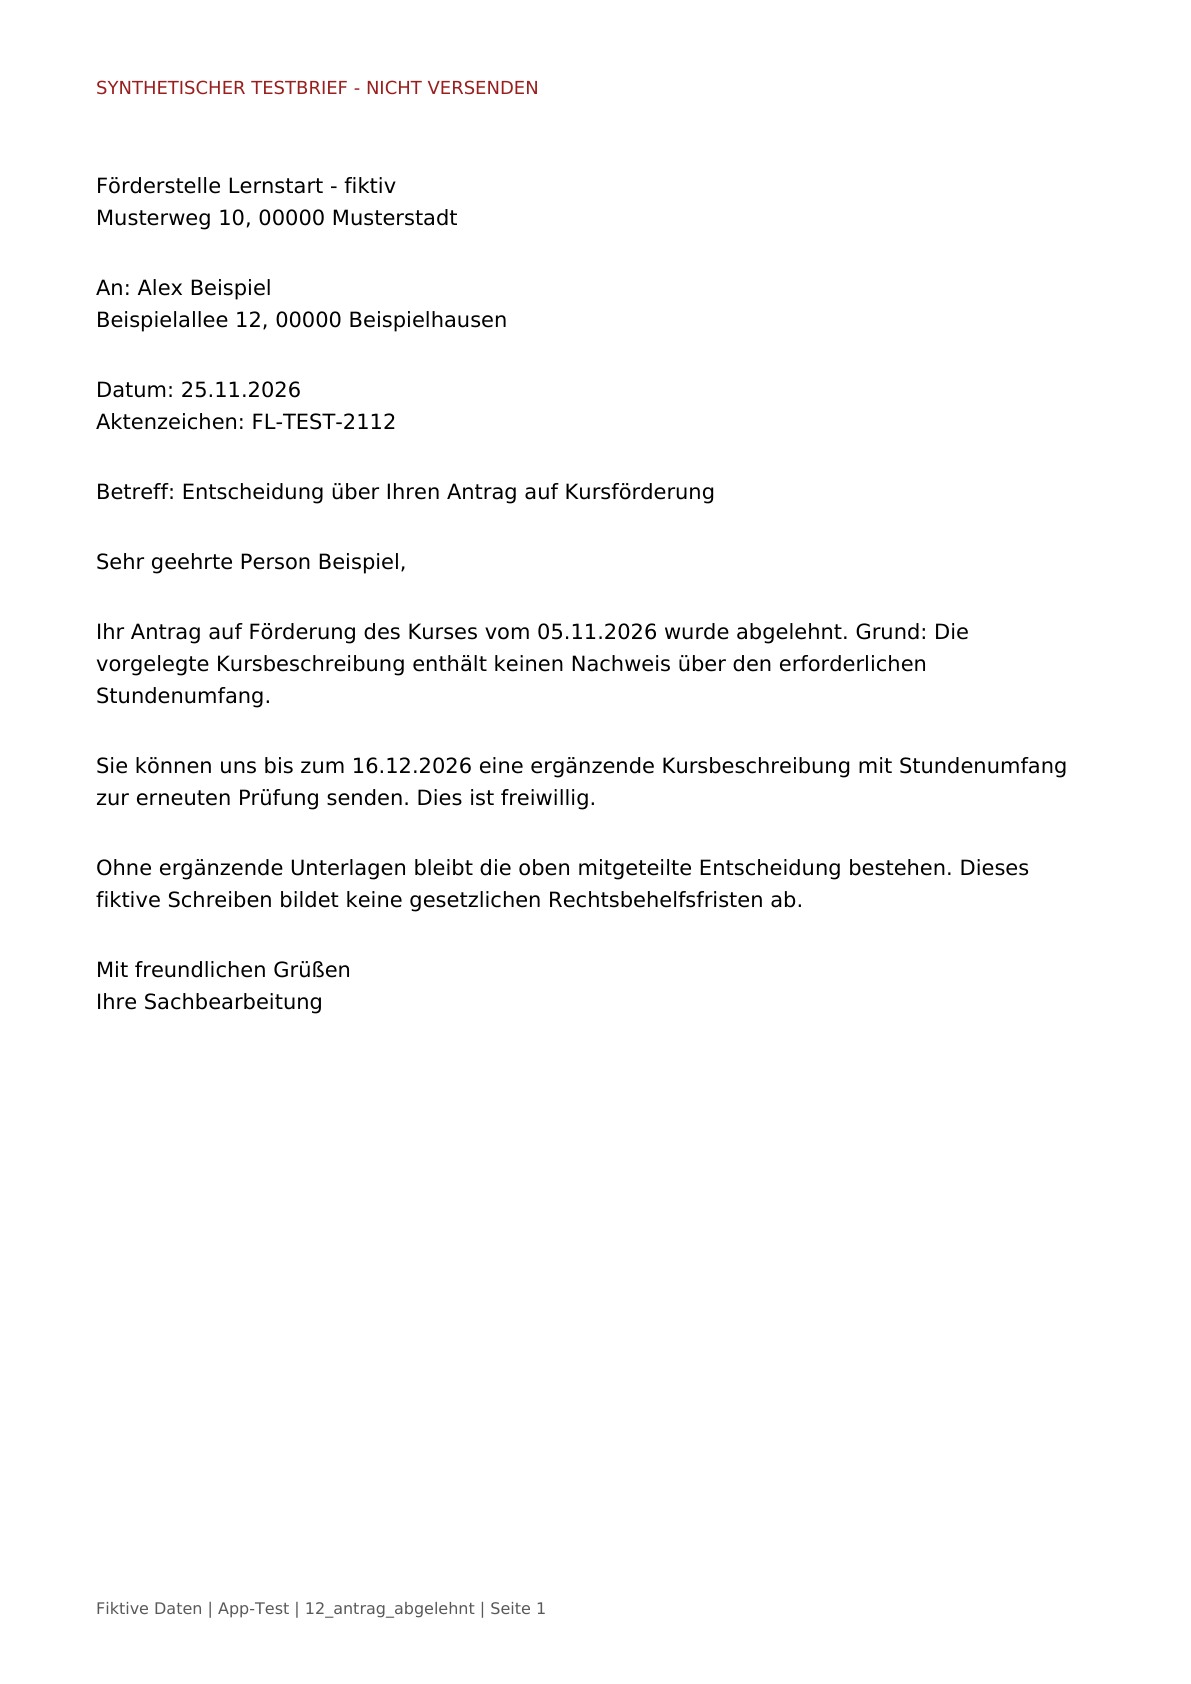 SYNTHETISCHER TESTBRIEF - NICHT VERSENDEN
Förderstelle Lernstart - fiktiv
Musterweg 10, 00000 Musterstadt
An: Alex Beispiel
Beispielallee 12, 00000 Beispielhausen
Datum: 25.11.2026
Aktenzeichen: FL-TEST-2112
Betreff: Entscheidung über Ihren Antrag auf Kursförderung
Sehr geehrte Person Beispiel,
Ihr Antrag auf Förderung des Kurses vom 05.11.2026 wurde abgelehnt. Grund: Die
vorgelegte Kursbeschreibung enthält keinen Nachweis über den erforderlichen
Stundenumfang.
Sie können uns bis zum 16.12.2026 eine ergänzende Kursbeschreibung mit Stundenumfang
zur erneuten Prüfung senden. Dies ist freiwillig.
Ohne ergänzende Unterlagen bleibt die oben mitgeteilte Entscheidung bestehen. Dieses
fiktive Schreiben bildet keine gesetzlichen Rechtsbehelfsfristen ab.
Mit freundlichen Grüßen
Ihre Sachbearbeitung
Fiktive Daten | App-Test | 12_antrag_abgelehnt | Seite 1